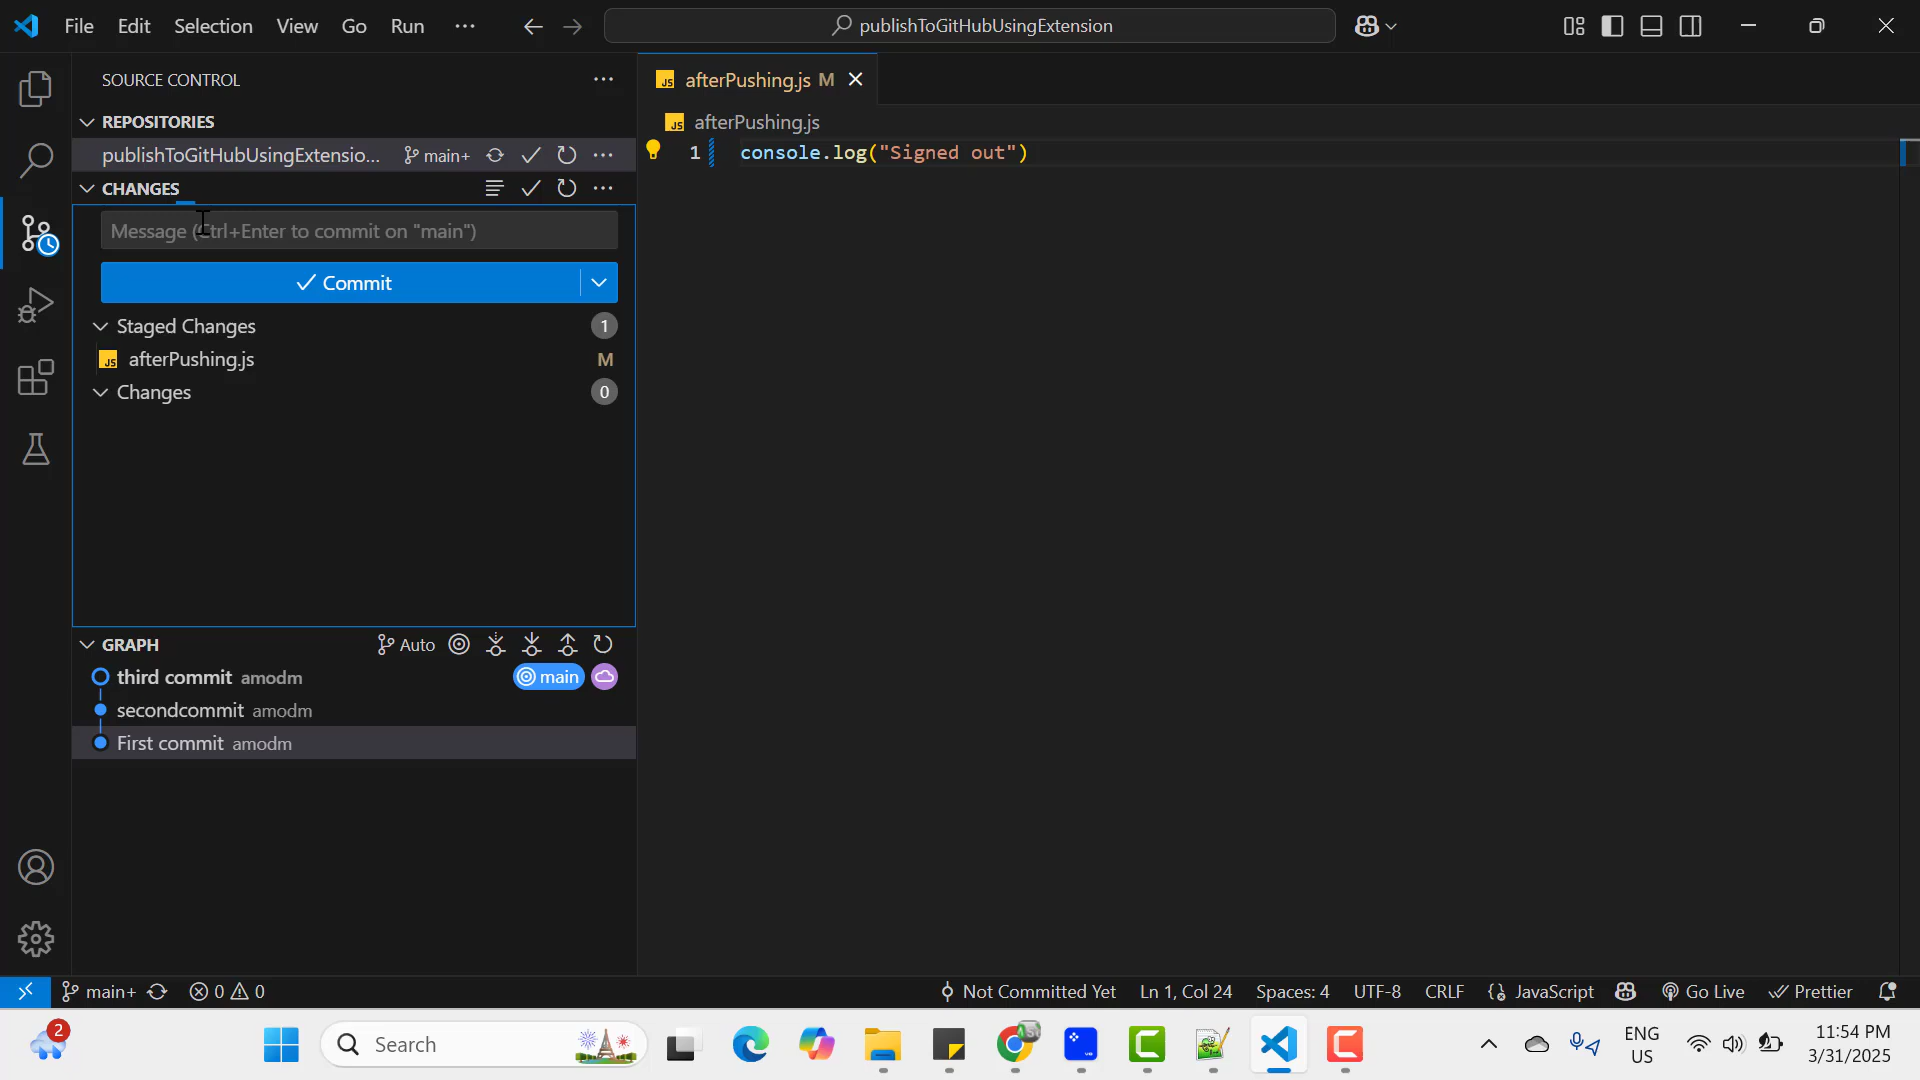 File Edit Selection View Go Run ··· publishToGitHubUsingExtension
SOURCE CONTROL
REPOSITORIES
publishToGitHubUsingExtensio... main+
CHANGES
Message (Ctrl+Enter to commit on "main")
Commit
Staged Changes 1
afterPushing.js M
Changes 0
GRAPH Auto
third commit amodm main
secondcommit amodm
First commit amodm
afterPushing.js M
afterPushing.js
1 console.log("Signed out")
main+ 0 0 Not Committed Yet Ln 1, Col 24 Spaces: 4 UTF-8 CRLF JavaScript Go Live Prettier
2 Search
ENG
US
11:54 PM
3/31/2025